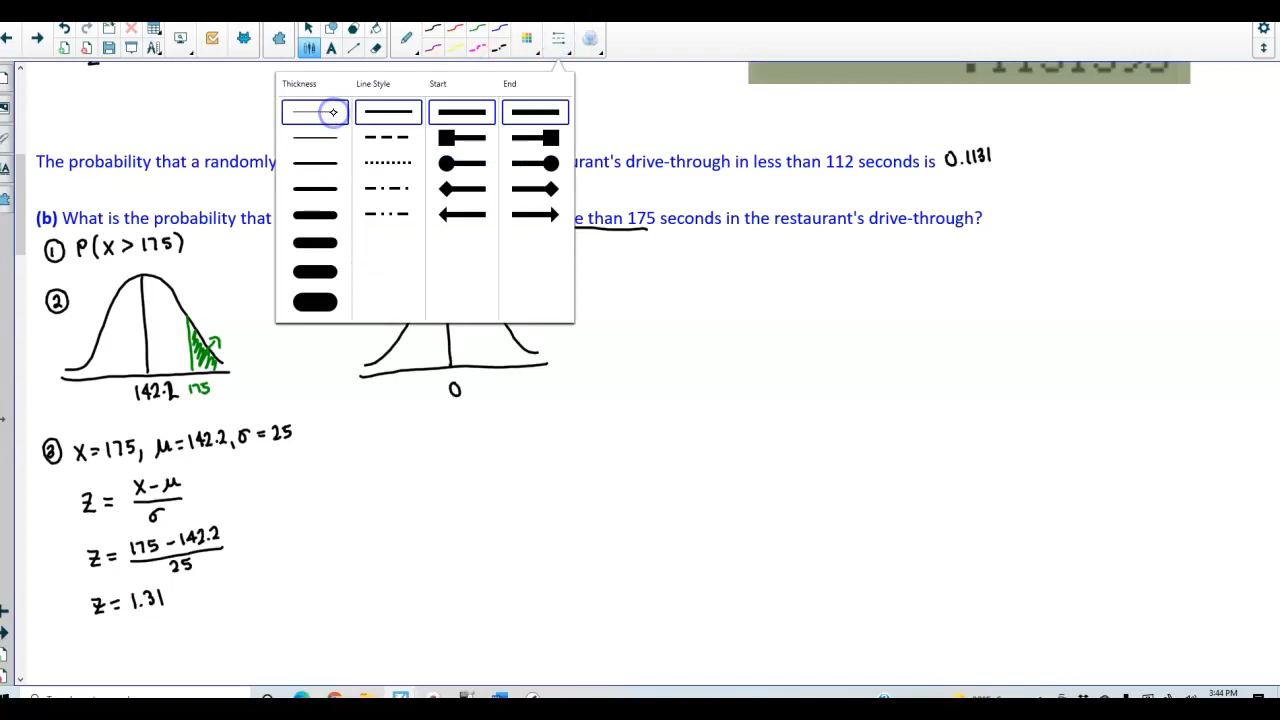 Thickness Line Style Start End
The probability that a randomly urant's drive-through in less than 112 seconds is 0.1131
(b) What is the probability that e than 175 seconds in the restaurant's drive-through?
① P(X > 175)
②
142.2 175
0
③ X = 175, μ = 142.2, σ = 25
Z = X - μ / σ
Z = 175 - 142.2 / 25
Z = 1.31
3:44 PM